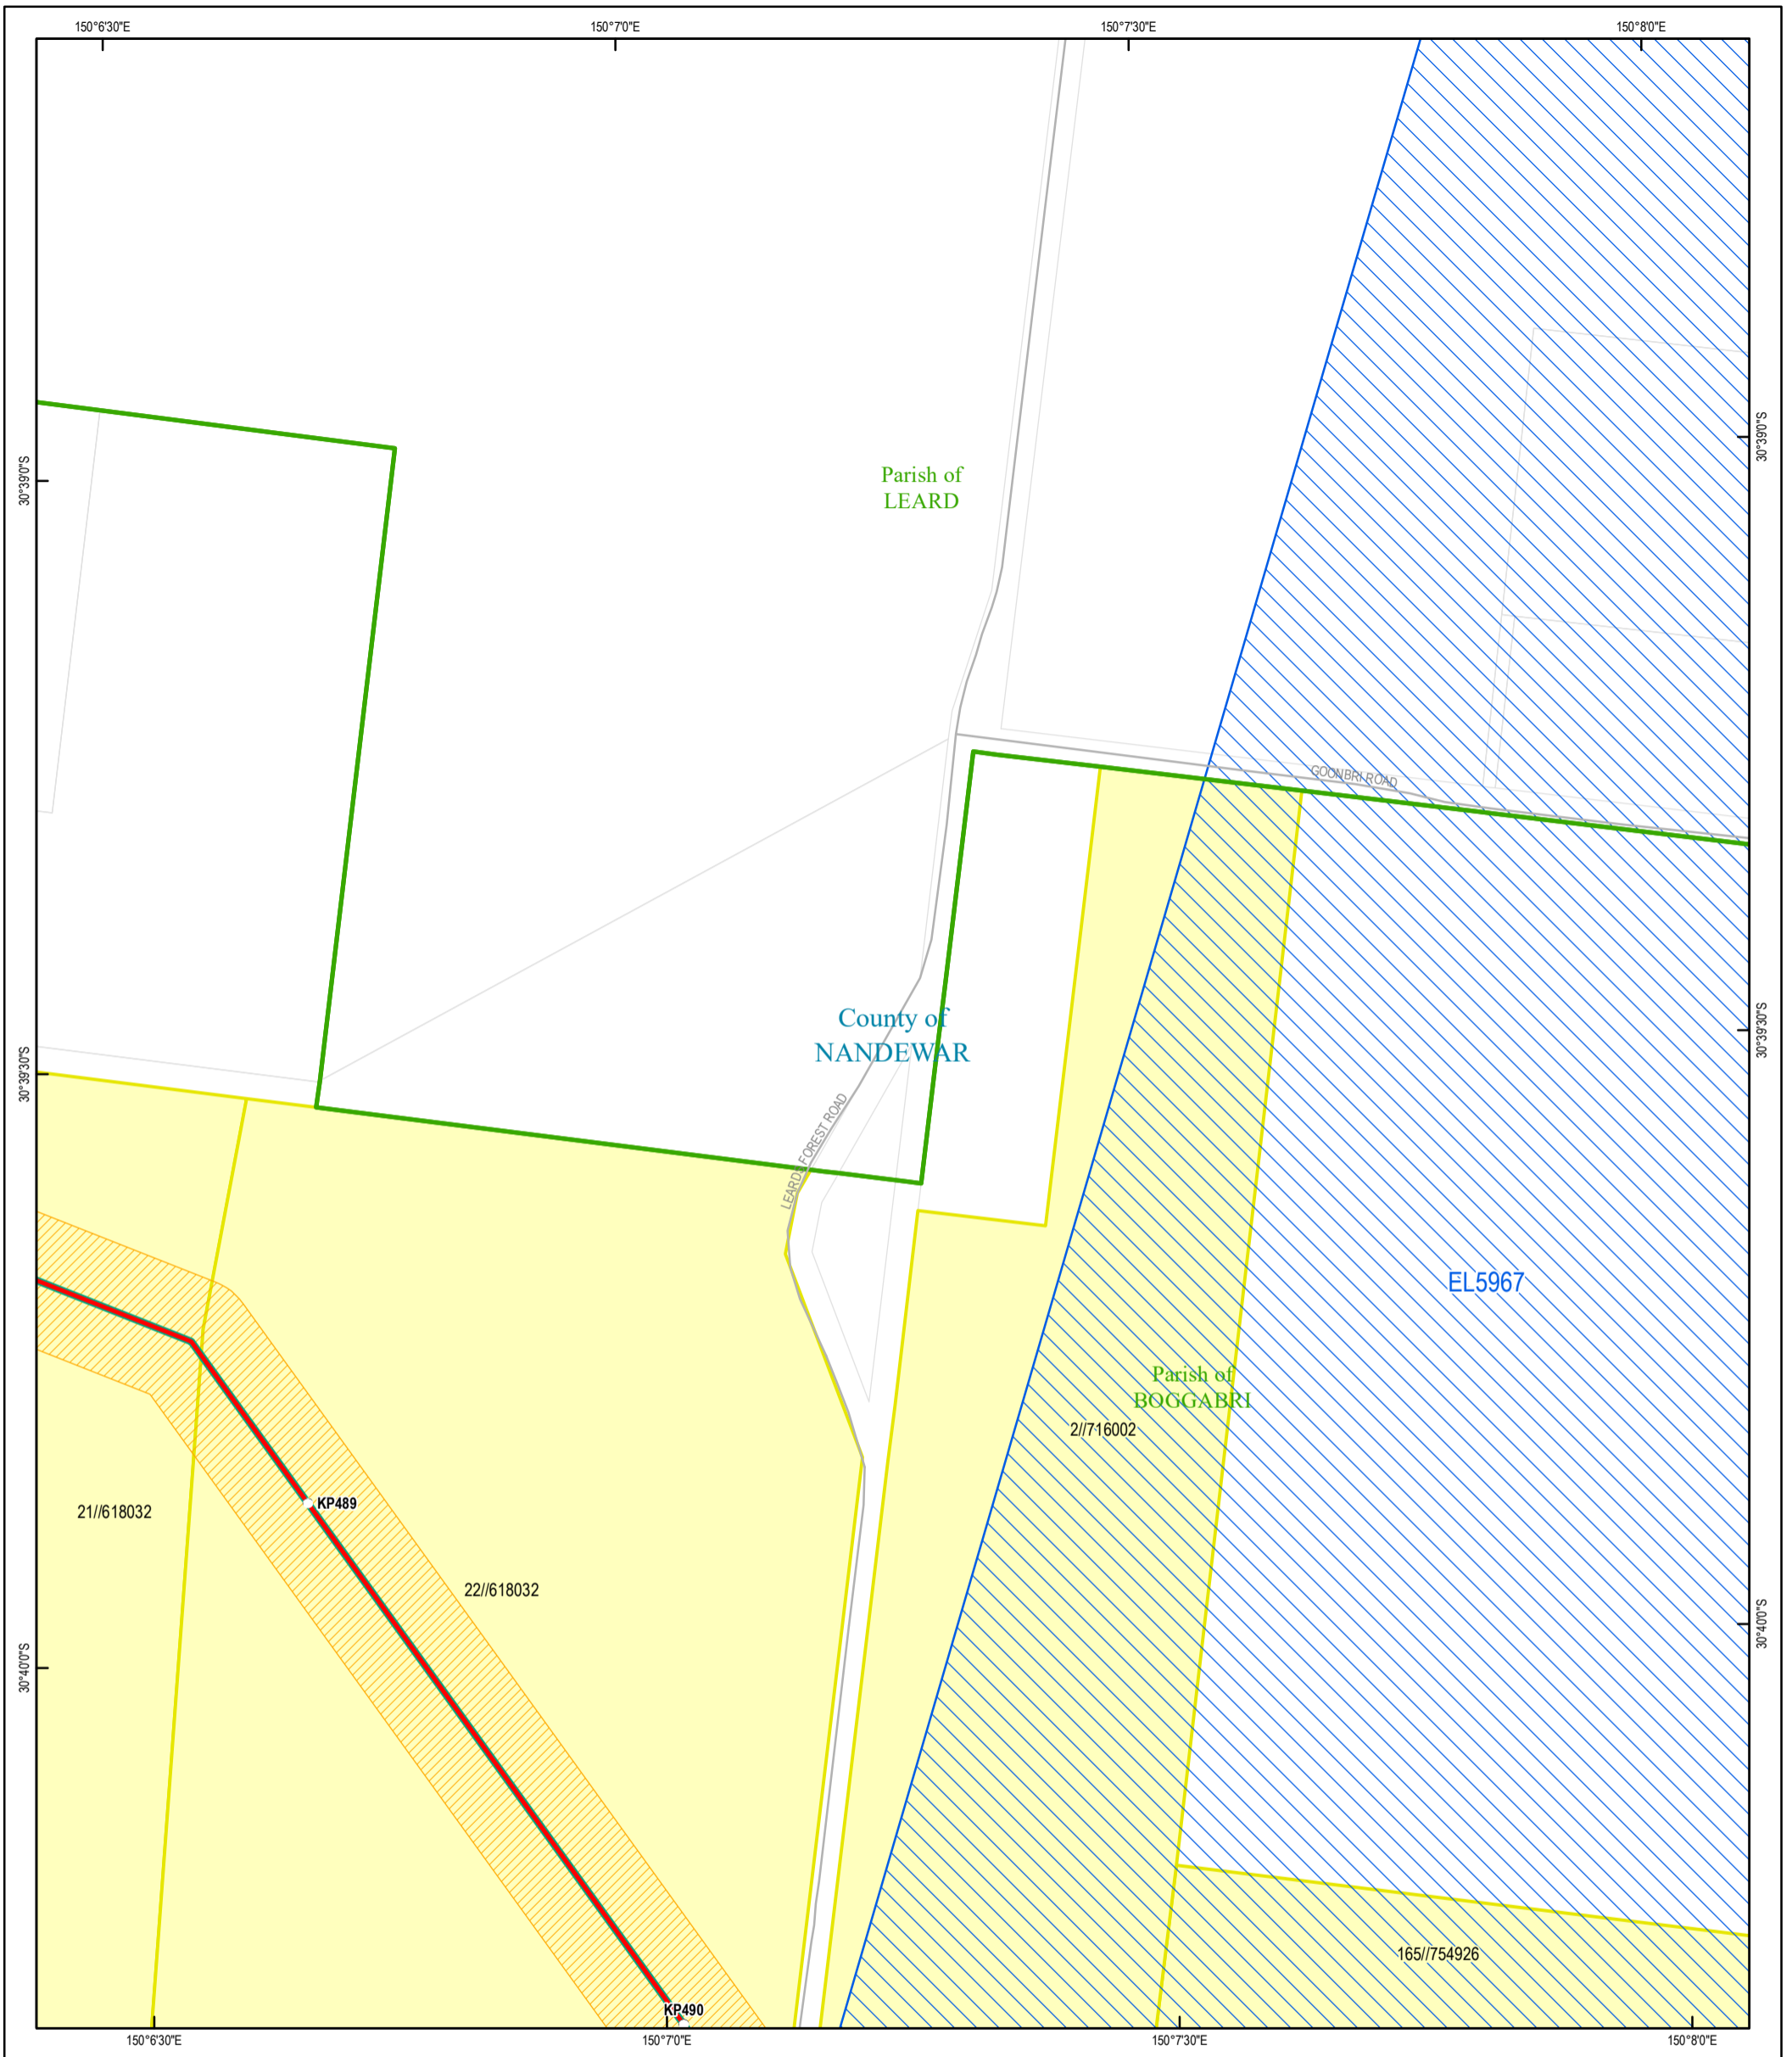 150°6'30"E
150°7'0"E
150°7'30"E
150°8'0"E
30°39'0"S
30°39'0"S
Parish of
LEARD
GOONBRI ROAD
30°39'30"S
30°39'30"S
County of
NANDEWAR
LEARDS FOREST ROAD
EL5967
Parish of
BOGGABRI
2//716002
KP489
21//618032
22//618032
30°40'0"S
30°40'0"S
165//754926
KP490
150°6'30"E
150°7'0"E
150°7'30"E
150°8'0"E